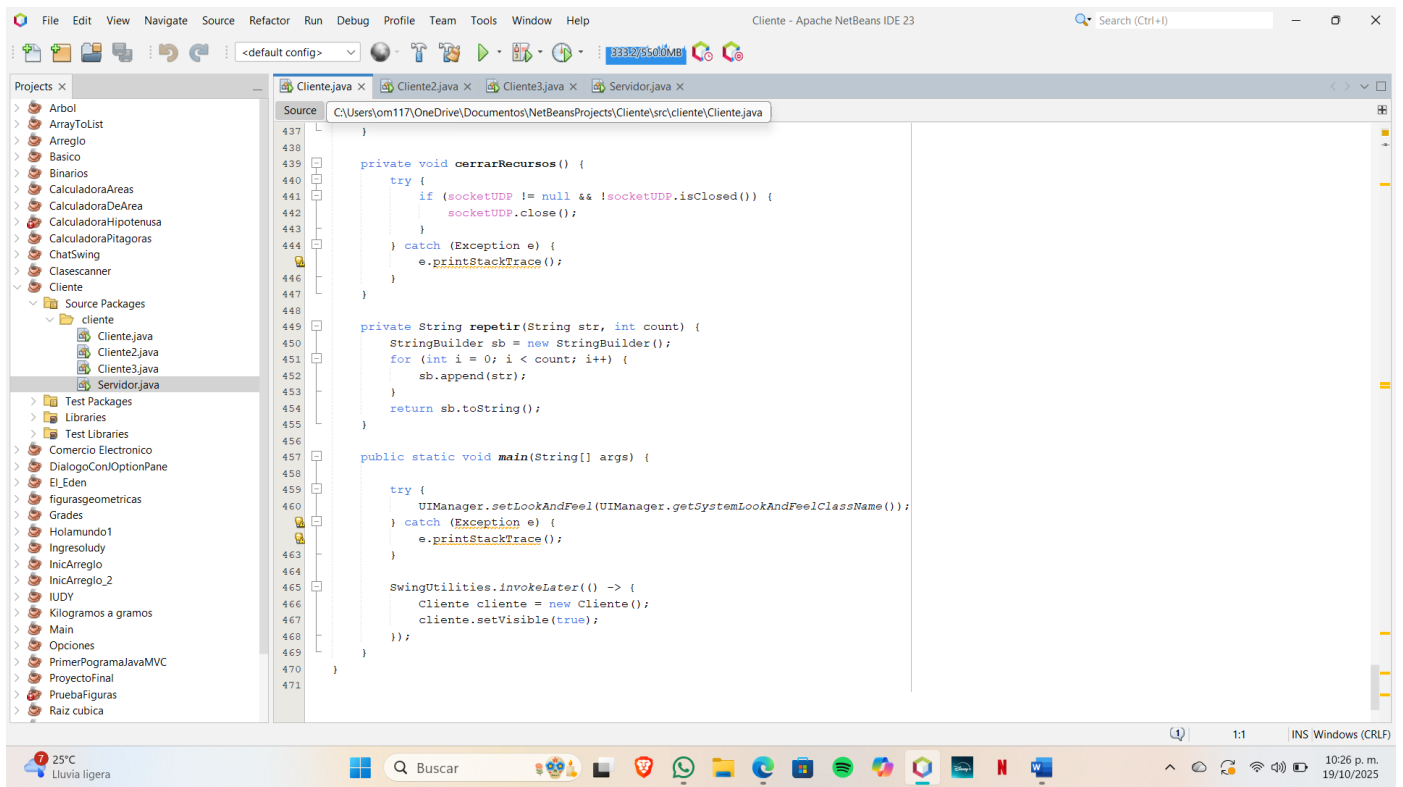 File Edit View Navigate Source Refactor Run Debug Profile Team Tools Window Help
Cliente - Apache NetBeans IDE 23
Search (Ctrl+I)
<default config>
333.2/550.0MB
Projects
Cliente.java Cliente2.java Cliente3.java Servidor.java
Source
C:\Users\om117\OneDrive\Documentos\NetBeansProjects\Cliente\src\cliente\Cliente.java
Arbol
ArrayToList
Arreglo
Basico
Binarios
CalculadoraAreas
CalculadoraDeArea
CalculadoraHipotenusa
CalculadoraPitagoras
ChatSwing
Clasescanner
Cliente
Source Packages
cliente
Cliente.java
Cliente2.java
Cliente3.java
Servidor.java
Test Packages
Libraries
Test Libraries
Comercio Electronico
DialogoConJOptionPane
El_Eden
figurasgeometricas
Grades
Holamundo1
Ingresoludy
InicArreglo
InicArreglo_2
IUDY
Kilogramos a gramos
Main
Opciones
PrimerPogramaJavaMVC
ProyectoFinal
PruebaFiguras
Raiz cubica
437 }
438
439 private void cerrarRecursos() {
440 try {
441 if (socketUDP != null && !socketUDP.isClosed()) {
442 socketUDP.close();
443 }
444 } catch (Exception e) {
e.printStackTrace();
446 }
447 }
448
449 private String repetir(String str, int count) {
450 StringBuilder sb = new StringBuilder();
451 for (int i = 0; i < count; i++) {
452 sb.append(str);
453 }
454 return sb.toString();
455 }
456
457 public static void main(String[] args) {
458
459 try {
460 UIManager.setLookAndFeel(UIManager.getSystemLookAndFeelClassName());
} catch (Exception e) {
e.printStackTrace();
463 }
464
465 SwingUtilities.invokeLater(() -> {
466 Cliente cliente = new Cliente();
467 cliente.setVisible(true);
468 });
469 }
470 }
471
1:1 INS Windows (CRLF)
7
25°C
Lluvia ligera
Buscar
10:26 p. m.
19/10/2025